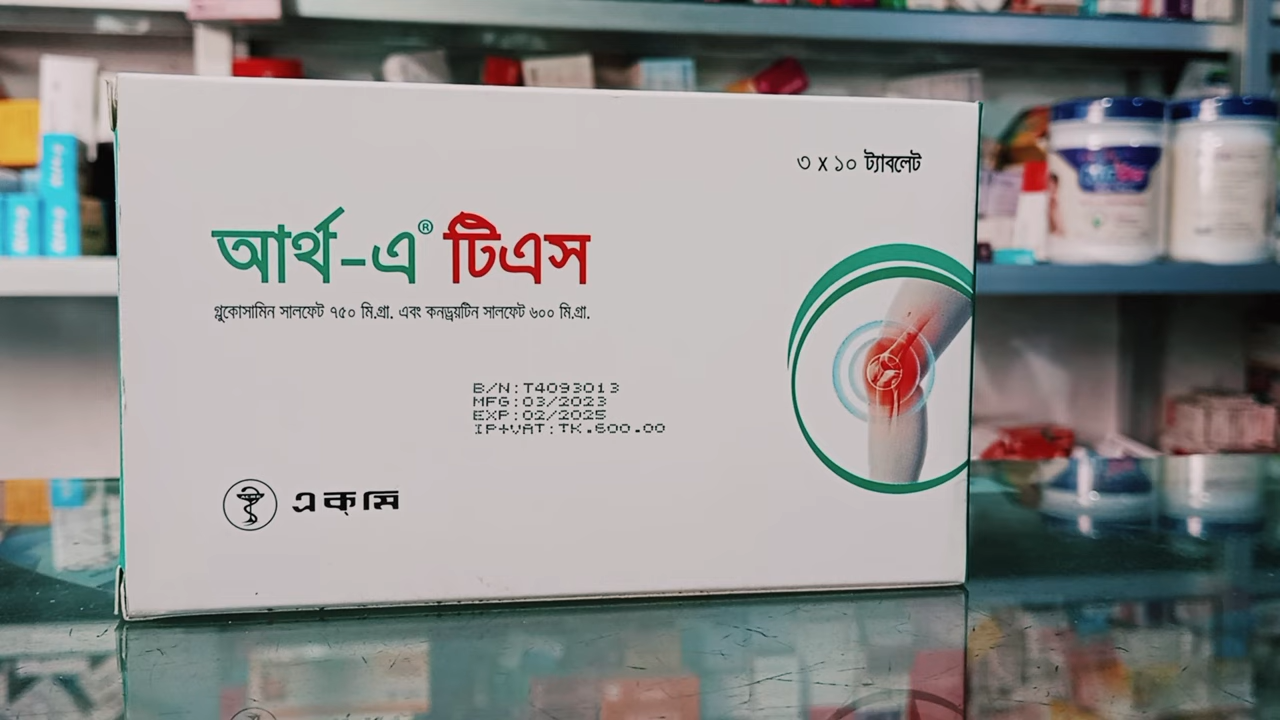 ৩ X ১০ ট্যাবলেট
আর্থ-এ® টিএস
গ্লুকোসামিন সালফেট ৭৫০ মি.গ্রা. এবং কনড্রয়টিন সালফেট ৬০০ মি.গ্রা.
B/N:T4093013
MFG:03/2023
EXP:02/2025
IP+VAT:TK.600.00
একমি